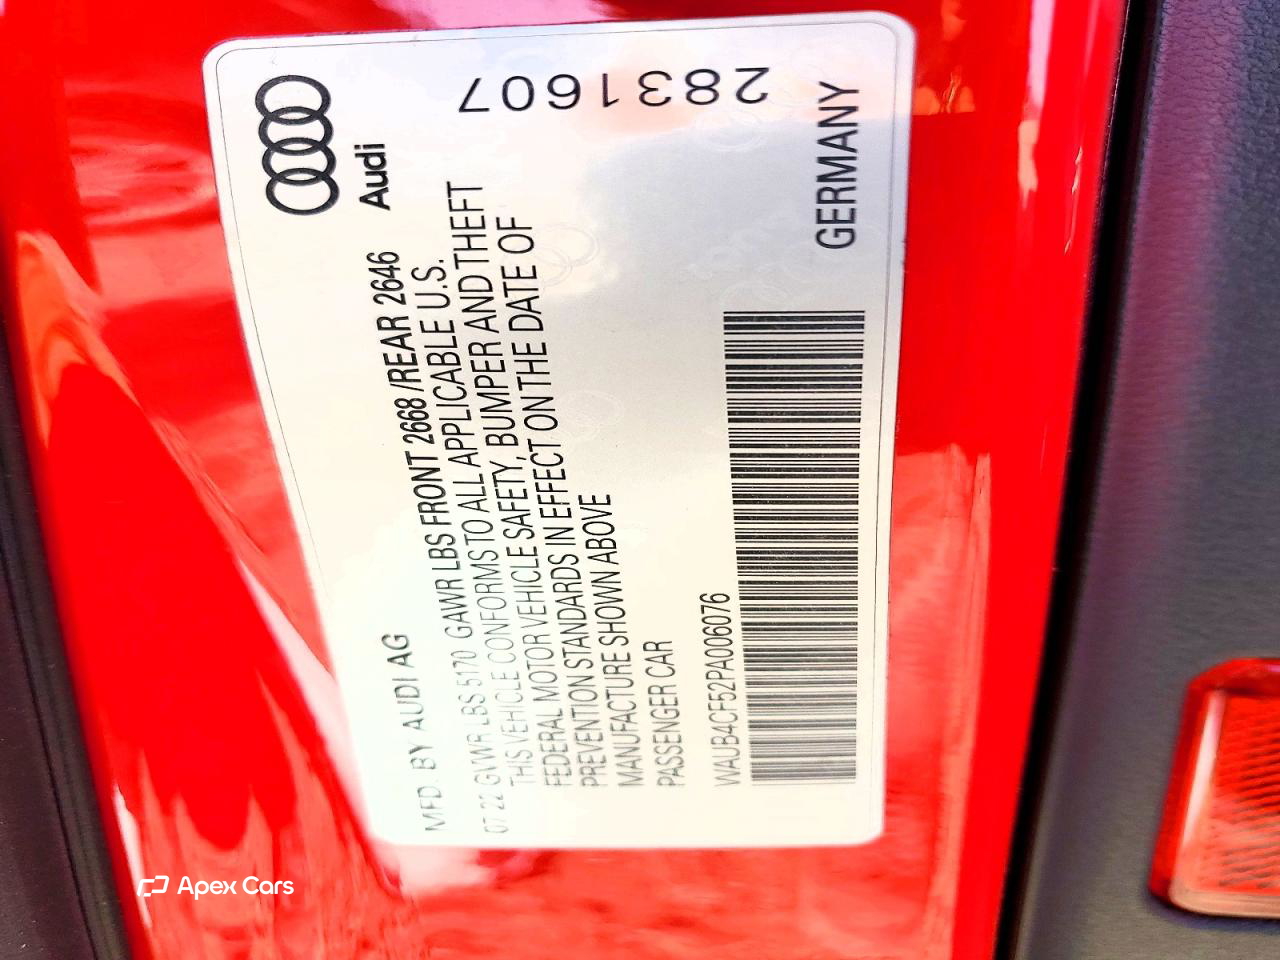 Audi
MFD. BY AUDI AG
07 22 GVWR LBS 5170 GAWR LBS FRONT 2668 /REAR 2646
THIS VEHICLE CONFORMS TO ALL APPLICABLE U.S.
FEDERAL MOTOR VEHICLE SAFETY, BUMPER AND THEFT
PREVENTION STANDARDS IN EFFECT ON THE DATE OF
MANUFACTURE SHOWN ABOVE
PASSENGER CAR
WAUB4CF52PA006076
GERMANY
2831607
Apex Cars